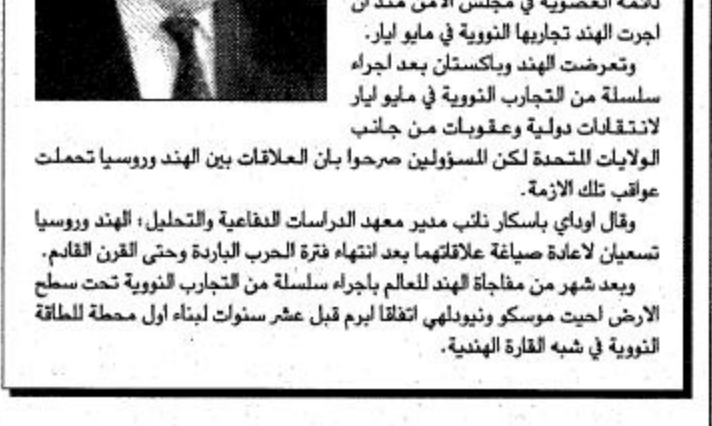 دائمة العضوية في مجلس الامن منذ ان
اجرت الهند تجاربها النووية في مايو ايار.
وتعرضت الهند وباكستان بعد اجراء
سلسلة من التجارب النووية في مايو ايار
لانتقادات دولية وعقوبات من جانب
الولايات المتحدة لكن المسؤولين صرحوا بان العلاقات بين الهند وروسيا تحملت
عواقب تلك الازمة.
وقال اوداي باسكار نائب مدير معهد الدراسات الدفاعية والتحليل، الهند وروسيا
تسعيان لاعادة صياغة علاقاتهما بعد انتهاء فترة الحرب الباردة وحتى القرن القادم.
وبعد شهر من مفاجاة الهند للعالم باجراء سلسلة من التجارب النووية تحت سطح
الارض احيت موسكو ونيودلهي اتفاقا ابرم قبل عشر سنوات لبناء اول محطة للطاقة
النووية في شبه القارة الهندية.